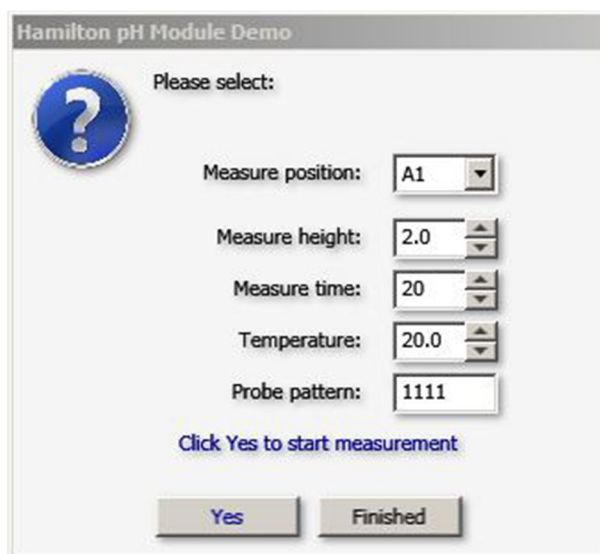 Hamilton pH Module Demo
?
Please select:
Measure position: A1
Measure height: 2.0
Measure time: 20
Temperature: 20.0
Probe pattern: 1111
Click Yes to start measurement
Yes Finished